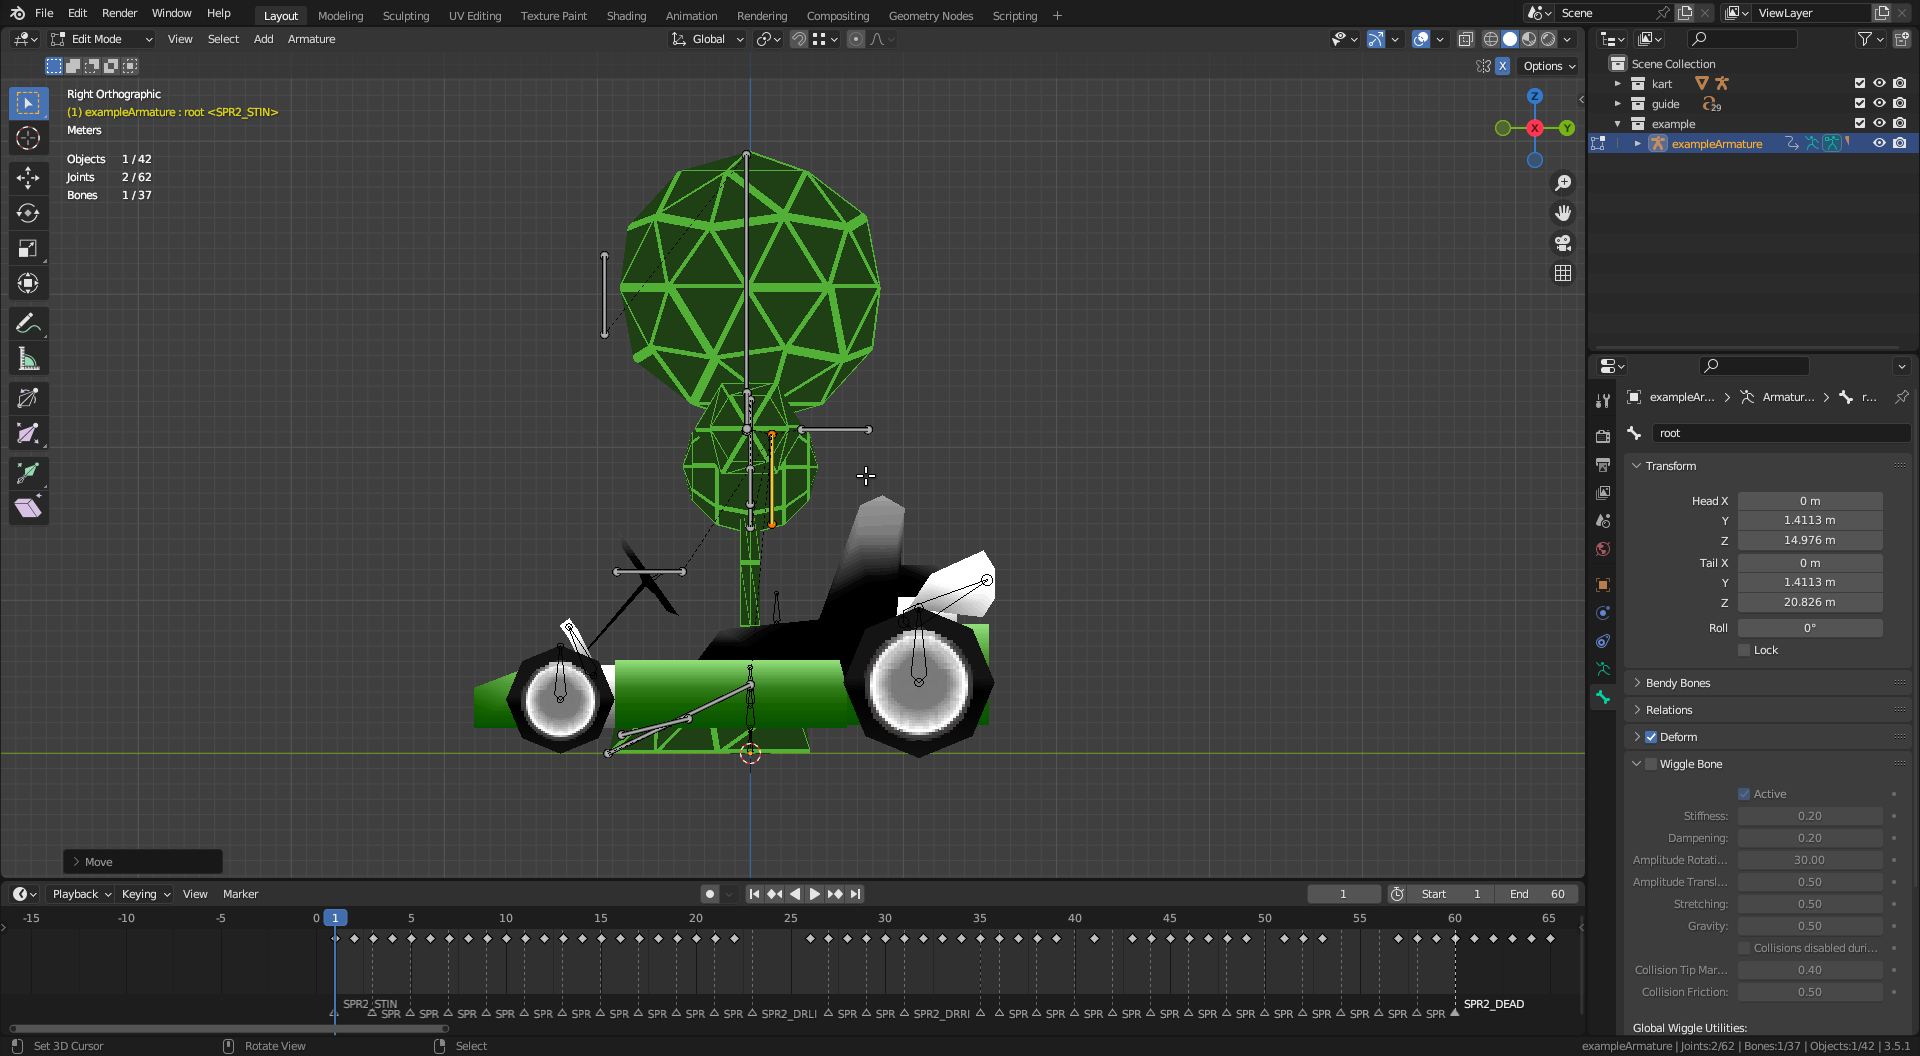 File Edit Render Window Help Layout Modeling Sculpting UV Editing Texture Paint Shading Animation Rendering Compositing Geometry Nodes Scripting + Scene ViewLayer
Edit Mode View Select Add Armature Global
X Options
Right Orthographic
(1) exampleArmature : root <SPR2_STIN>
Meters
Objects 1 / 42
Joints 2 / 62
Bones 1 / 37
Z
X
Y
Move
Scene Collection
kart
guide 29
example
exampleArmature
exampleAr... Armatur... r...
root
Transform
Head X 0 m
Y 1.4113 m
Z 14.976 m
Tail X 0 m
Y 1.4113 m
Z 20.826 m
Roll 0°
Lock
Bendy Bones
Relations
Deform
Wiggle Bone
Active
Stiffness: 0.20
Dampening: 0.20
Amplitude Rotati... 30.00
Amplitude Transl... 0.50
Stretching: 0.50
Gravity: 0.50
Collisions disabled duri...
Collision Tip Mar... 0.40
Collision Friction: 0.50
Global Wiggle Utilities:
Playback Keying View Marker 1 Start 1 End 60
-15 -10 -5 0 1 5 10 15 20 25 30 35 40 45 50 55 60 65
SPR2_STIN SPR2_DEAD
SPR SPR SPR SPR SPR SPR SPR SPR SPR SPR SPR2_DRLI SPR SPR SPR2_DRRI SPR SPR SPR SPR SPR SPR SPR SPR SPR SPR SPR SPR
Set 3D Cursor Rotate View Select exampleArmature | Joints:2/62 | Bones:1/37 | Objects:1/42 | 3.5.1